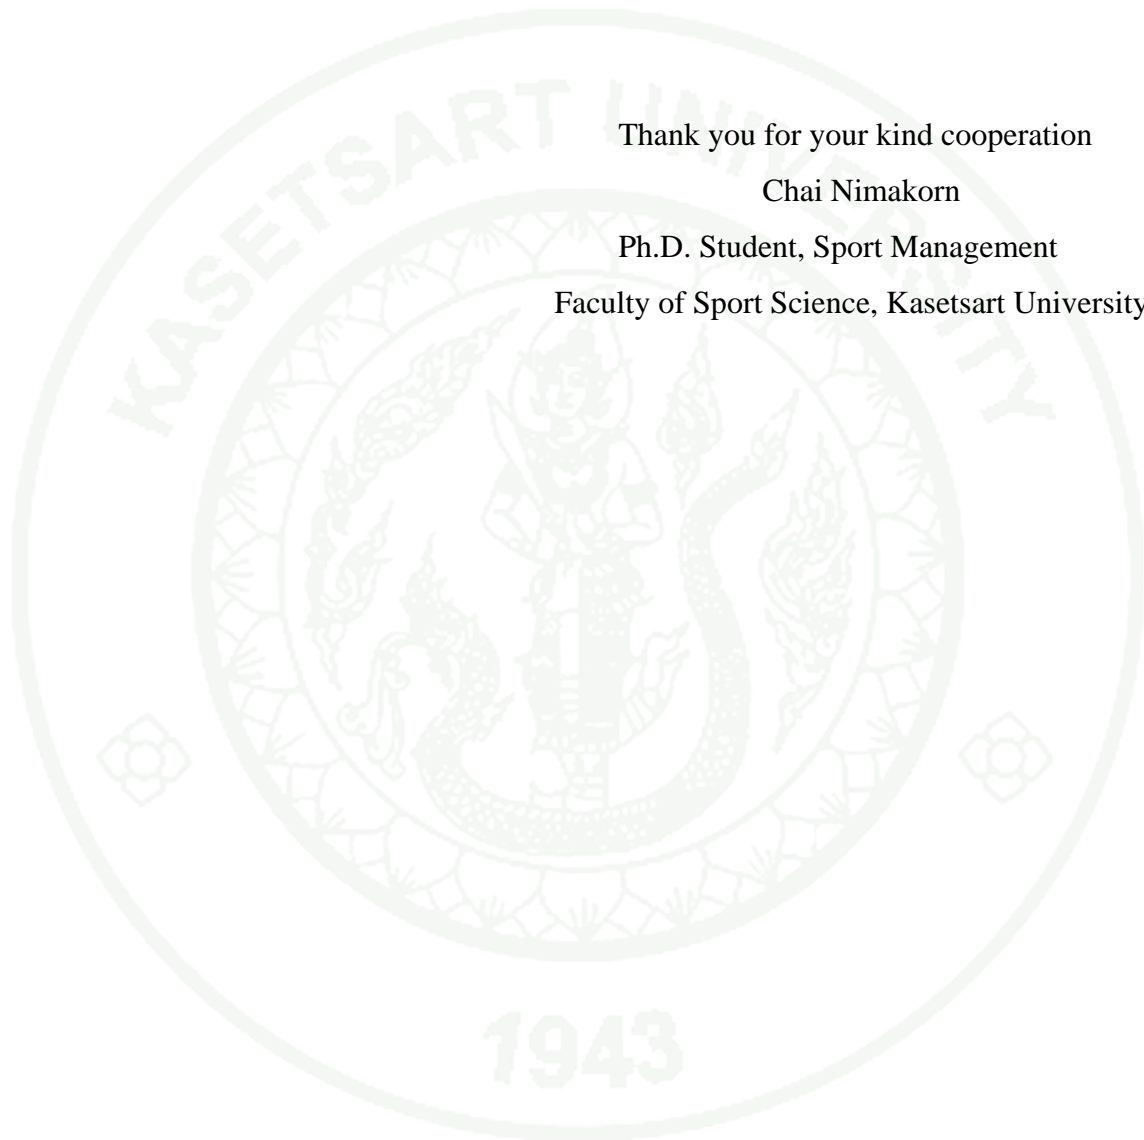 KASETSART UNIVERSITY
Thank you for your kind cooperation
Chai Nimakorn
Ph.D. Student, Sport Management
Faculty of Sport Science, Kasetsart University
1943